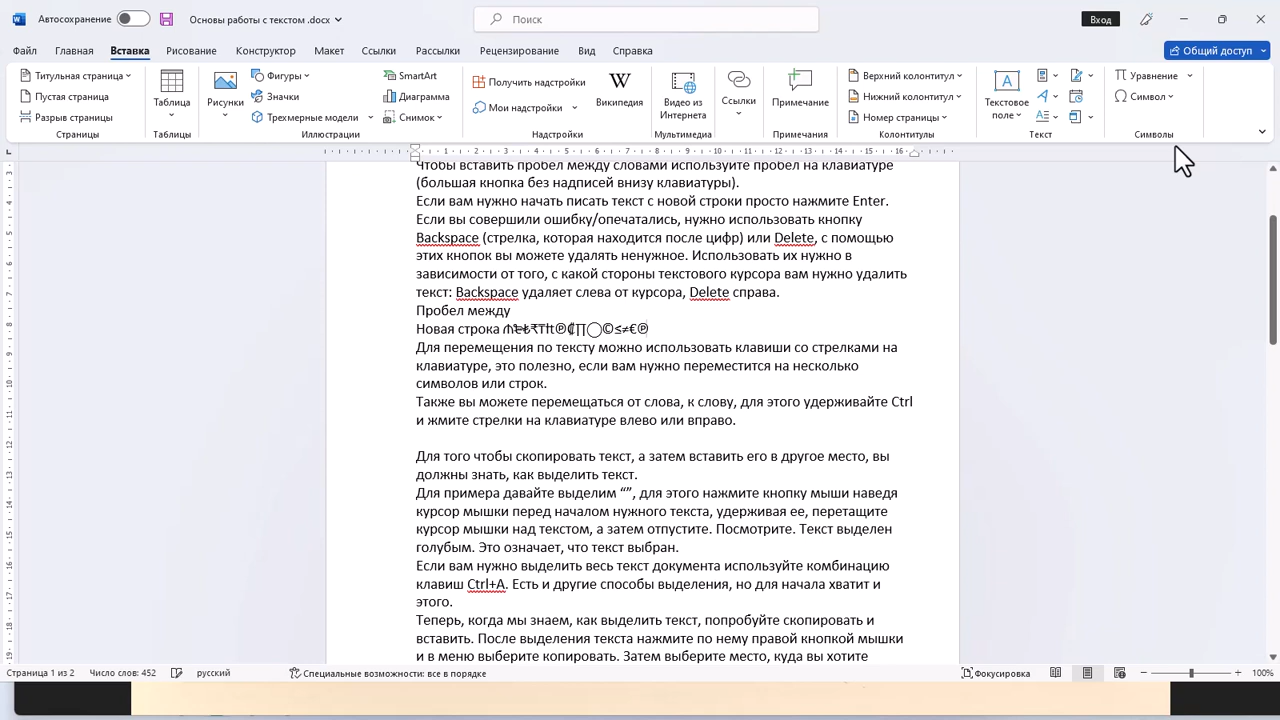 Автосохранение
Основы работы с текстом .docx
Поиск
Вход
Файл Главная Вставка Рисование Конструктор Макет Ссылки Рассылки Рецензирование Вид Справка
Общий доступ
Титульная страница
Пустая страница
Разрыв страницы
Страницы
Таблица
Таблицы
Рисунки
Фигуры
Значки
Трехмерные модели
SmartArt
Диаграмма
Снимок
Иллюстрации
Получить надстройки
Мои надстройки
Википедия
Надстройки
Видео из Интернета
Мультимедиа
Ссылки
Примечание
Примечания
Верхний колонтитул
Нижний колонтитул
Номер страницы
Колонтитулы
Текстовое поле
Текст
Уравнение
Символ
Символы
Чтобы вставить пробел между словами используйте пробел на клавиатуре
(большая кнопка без надписей внизу клавиатуры).
Если вам нужно начать писать текст с новой строки просто нажмите Enter.
Если вы совершили ошибку/опечатались, нужно использовать кнопку
Backspace (стрелка, которая находится после цифр) или Delete, с помощью
этих кнопок вы можете удалять ненужное. Использовать их нужно в
зависимости от того, с какой стороны текстового курсора вам нужно удалить
текст: Backspace удаляет слева от курсора, Delete справа.
Пробел между
Новая строка
Для перемещения по тексту можно использовать клавиши со стрелками на
клавиатуре, это полезно, если вам нужно переместится на несколько
символов или строк.
Также вы можете перемещаться от слова, к слову, для этого удерживайте Ctrl
и жмите стрелки на клавиатуре влево или вправо.
Для того чтобы скопировать текст, а затем вставить его в другое место, вы
должны знать, как выделить текст.
Для примера давайте выделим “”, для этого нажмите кнопку мыши наведя
курсор мышки перед началом нужного текста, удерживая ее, перетащите
курсор мышки над текстом, а затем отпустите. Посмотрите. Текст выделен
голубым. Это означает, что текст выбран.
Если вам нужно выделить весь текст документа используйте комбинацию
клавиш Ctrl+A. Есть и другие способы выделения, но для начала хватит и
этого.
Теперь, когда мы знаем, как выделить текст, попробуйте скопировать и
вставить. После выделения текста нажмите по нему правой кнопкой мышки
и в меню выберите копировать. Затем выберите место, куда вы хотите
Страница 1 из 2 Число слов: 452 русский Специальные возможности: все в порядке Фокусировка 100%